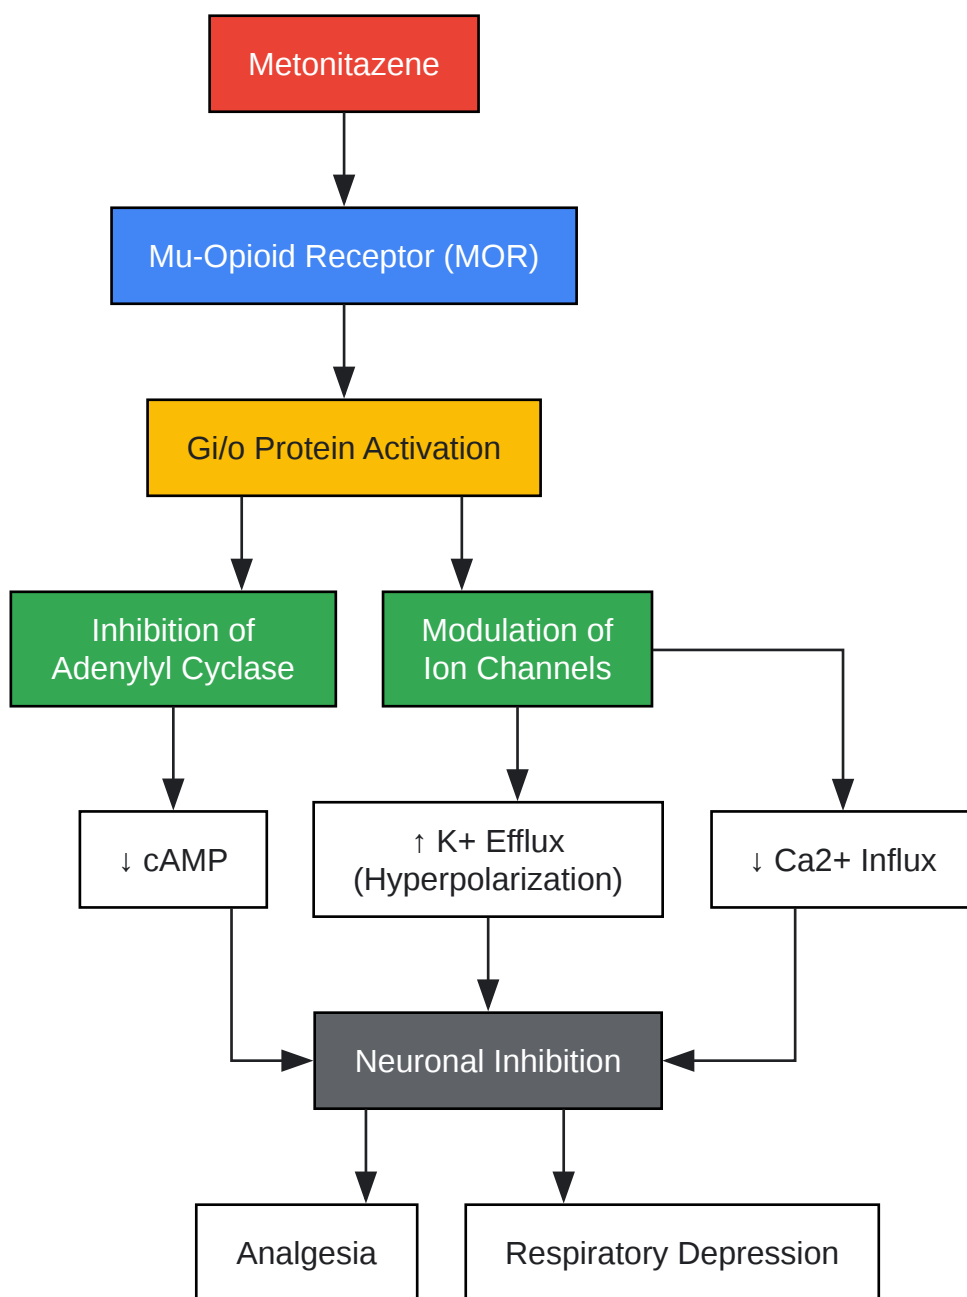 Metonitazene
Mu-Opioid Receptor (MOR)
Gi/o Protein Activation
Inhibition of
Adenylyl Cyclase
Modulation of
Ion Channels
↓ cAMP
↑ K+ Efflux
(Hyperpolarization)
↓ Ca2+ Influx
Neuronal Inhibition
Analgesia
Respiratory Depression